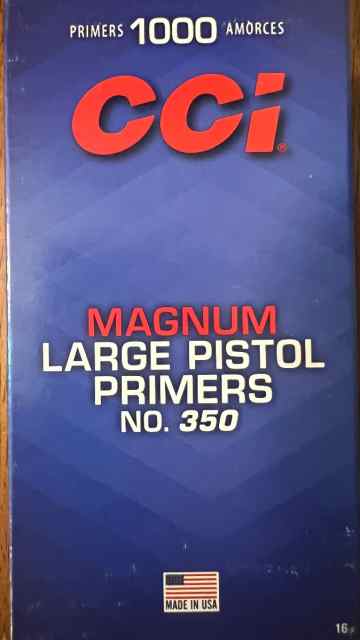 PRIMERS 1000 AMORCES
CCI®
MAGNUM
LARGE PISTOL
PRIMERS
NO. 350
MADE IN USA
16